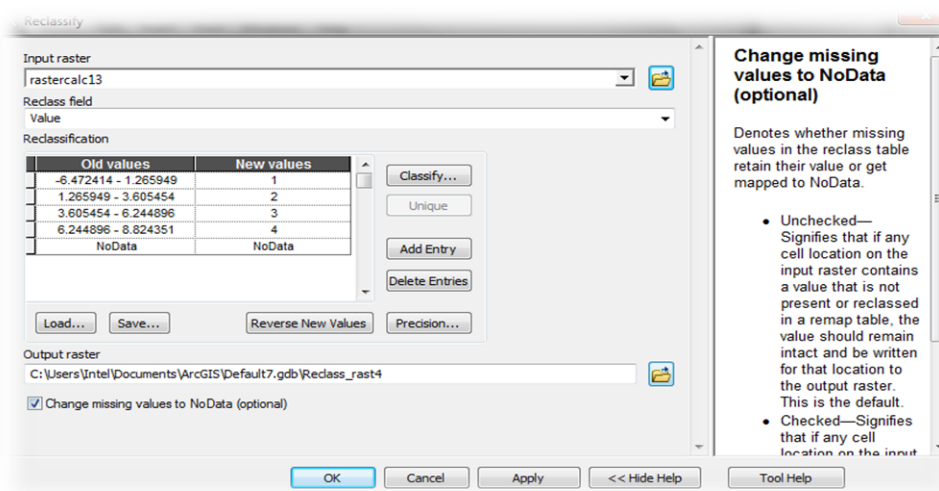 Reclassify
Input raster
rastercalc13
Reclass field
Value
Reclassification
Old values New values
-6.472414 - 1.265949 1
1.265949 - 3.605454 2
3.605454 - 6.244896 3
6.244896 - 8.824351 4
NoData NoData
Classify...
Unique
Add Entry
Delete Entries
Load... Save... Reverse New Values Precision...
Output raster
C:\Users\Intel\Documents\ArcGIS\Default7.gdb\Reclass_rast4
Change missing values to NoData (optional)
OK Cancel Apply << Hide Help Tool Help
Change missing
values to NoData
(optional)
Denotes whether missing
values in the reclass table
retain their value or get
mapped to NoData.
• Unchecked—
Signifies that if any
cell location on the
input raster contains
a value that is not
present or reclassed
in a remap table, the
value should remain
intact and be written
for that location to
the output raster.
This is the default.
• Checked—Signifies
that if any cell
location on the input